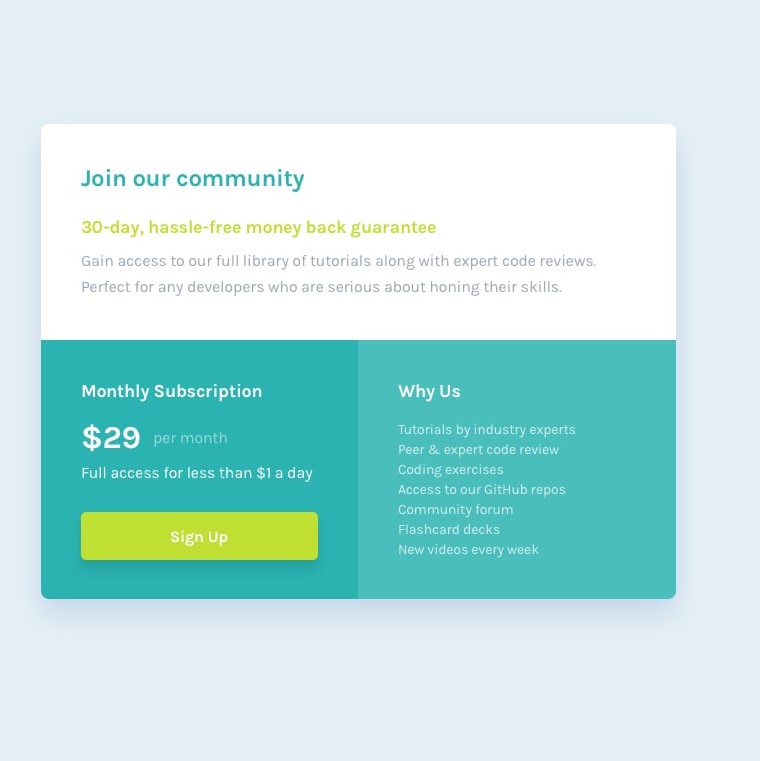 Join our community
30-day, hassle-free money back guarantee
Gain access to our full library of tutorials along with expert code reviews.
Perfect for any developers who are serious about honing their skills.
Monthly Subscription
$29 per month
Full access for less than $1 a day
Sign Up
Why Us
Tutorials by industry experts
Peer & expert code review
Coding exercises
Access to our GitHub repos
Community forum
Flashcard decks
New videos every week